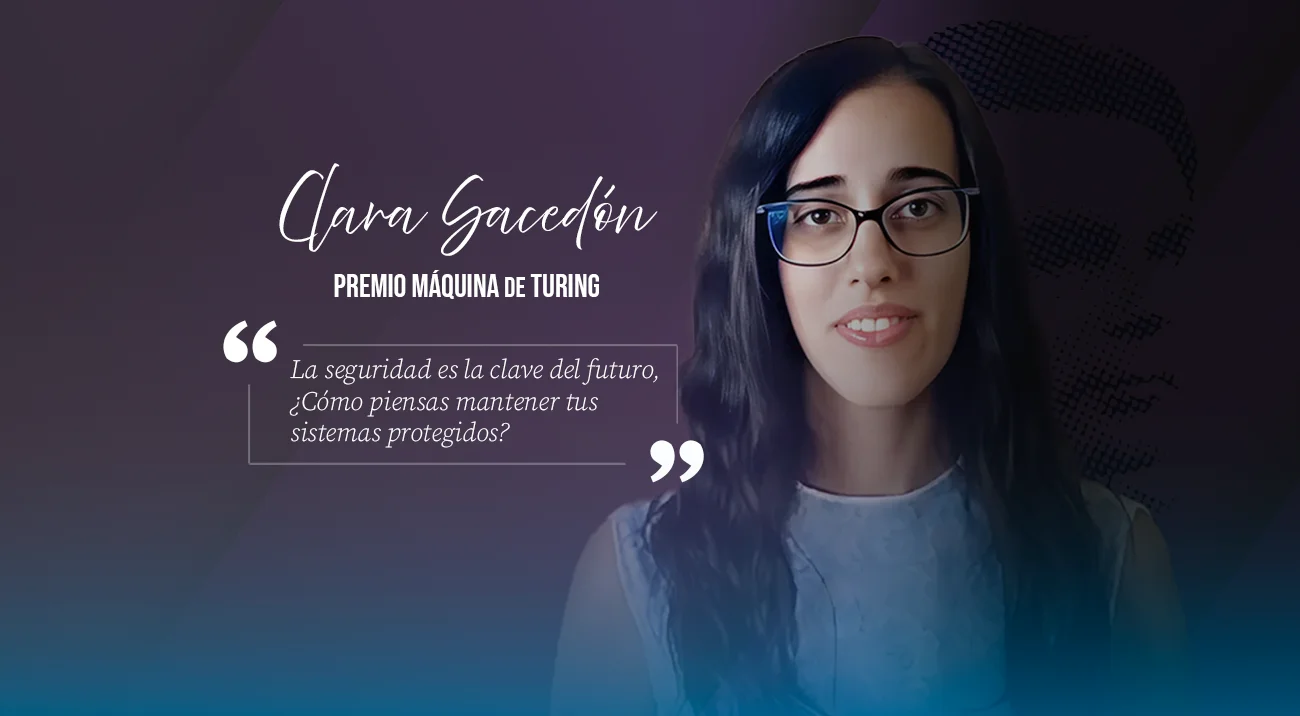 Clara Gacedón
PREMIO MÁQUINA DE TURING
“La seguridad es la clave del futuro,
¿Cómo piensas mantener tus
sistemas protegidos?”